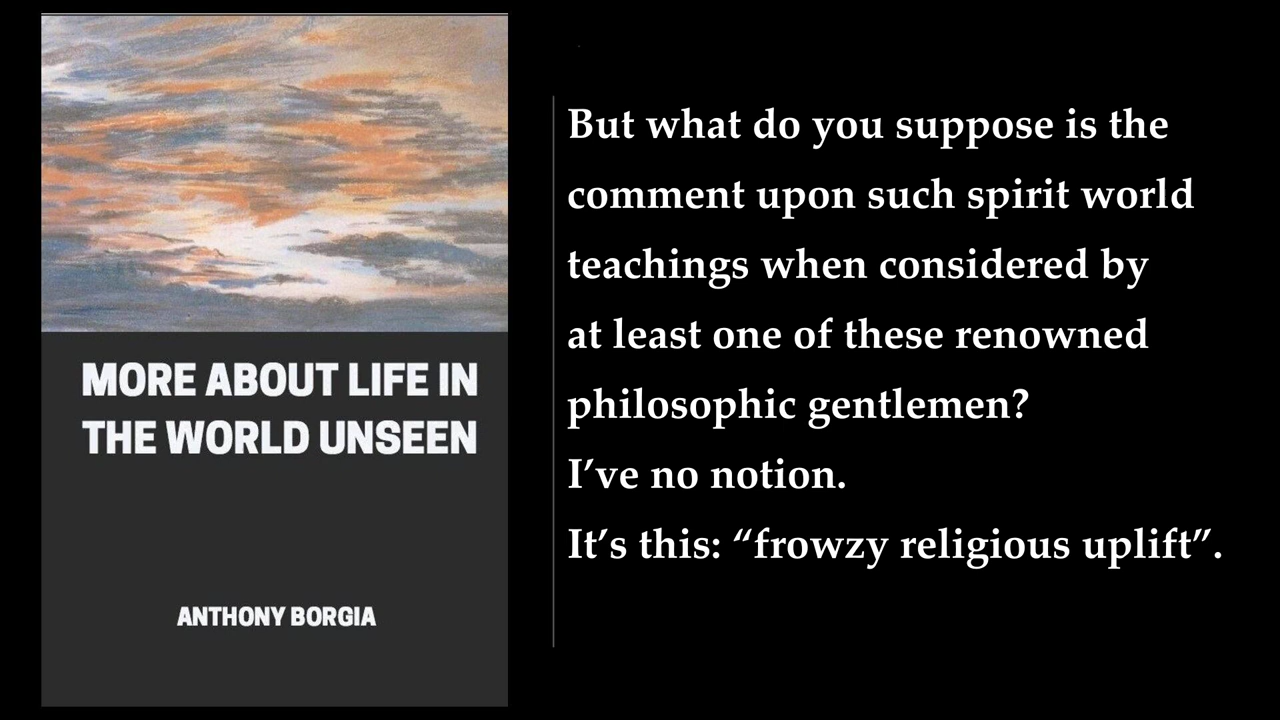 MORE ABOUT LIFE IN
THE WORLD UNSEEN
ANTHONY BORGIA
But what do you suppose is the
comment upon such spirit world
teachings when considered by
at least one of these renowned
philosophic gentlemen?
I’ve no notion.
It’s this: “frowzy religious uplift”.